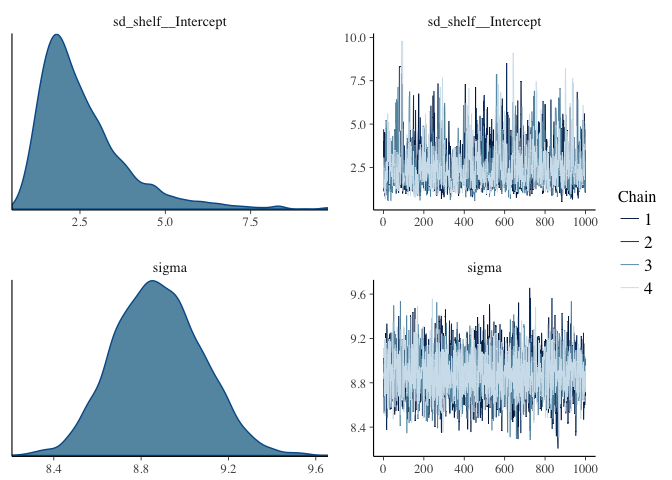 sd_shelf__Intercept
2.5 5.0 7.5
sd_shelf__Intercept
10.0
7.5
5.0
2.5
0 200 400 600 800 1000
sigma
8.4 8.8 9.2 9.6
sigma
9.6
9.2
8.8
8.4
0 200 400 600 800 1000
Chain
1
2
3
4